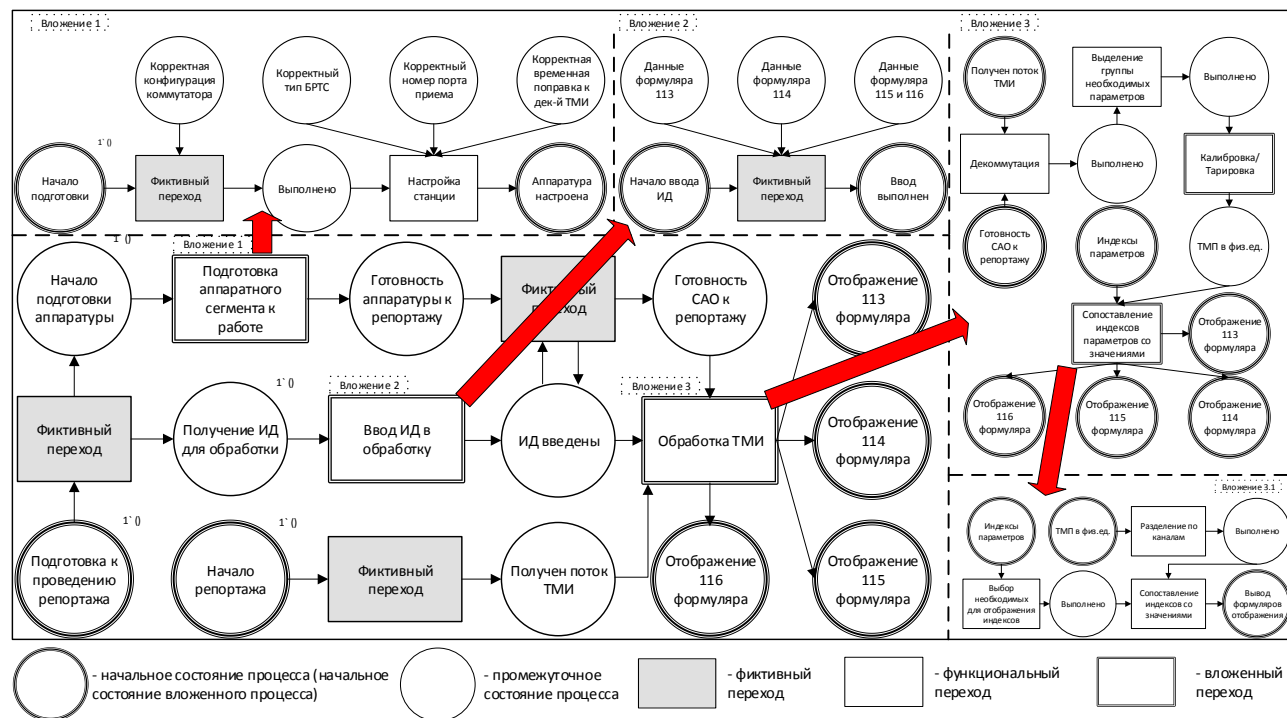 Вложение 1
Корректная
конфигурация
коммутатора
Корректный
тип БРТС
Корректный
номер порта
приема
Корректная
временная
поправка к
дек-й ТМИ
Начало
подготовки
1` ()
Фиктивный
переход
Выполнено
Настройка
станции
Аппаратура
настроена
Вложение 2
Данные
формуляра
113
Данные
формуляра
114
Данные
формуляра
115 и 116
Начало ввода
ИД
Фиктивный
переход
Ввод
выполнен
Вложение 3
Получен поток
ТМИ
Выделение
группы
необходимых
параметров
Выполнено
Декоммутация
Выполнено
Калибровка/
Тарировка
Готовность
САО к
репортажу
Индексы
параметров
ТМП в физ.ед.
Сопоставление
индексов
параметров со
значениями
Отображение
113
формуляра
Отображение
116
формуляра
Отображение
115
формуляра
Отображение
114
формуляра
Вложение 3.1
Индексы
параметров
ТМП в физ.ед.
Разделение по
каналам
Выполнено
Выбор
необходимых
для отображения
индексов
Выполнено
Сопоставление
индексов со
значениями
Вывод
формуляров
отображения
1` ()
Начало
подготовки
аппаратуры
Вложение 1
Подготовка
аппаратного
сегмента к
работе
Готовность
аппаратуры к
репортажу
Фиктивный
переход
Готовность
САО к
репортажу
Отображение
113
формуляра
Фиктивный
переход
1` ()
Получение ИД
для обработки
Вложение 2
Ввод ИД в
обработку
ИД введены
Вложение 3
Обработка ТМИ
Отображение
114
формуляра
1` ()
Подготовка к
проведению
репортажа
1` ()
Начало
репортажа
Фиктивный
переход
Получен поток
ТМИ
Отображение
116
формуляра
Отображение
115
формуляра
- начальное состояние процесса (начальное
состояние вложенного процесса)
- промежуточное
состояние процесса
- фиктивный
переход
- функциональный
переход
- вложенный
переход